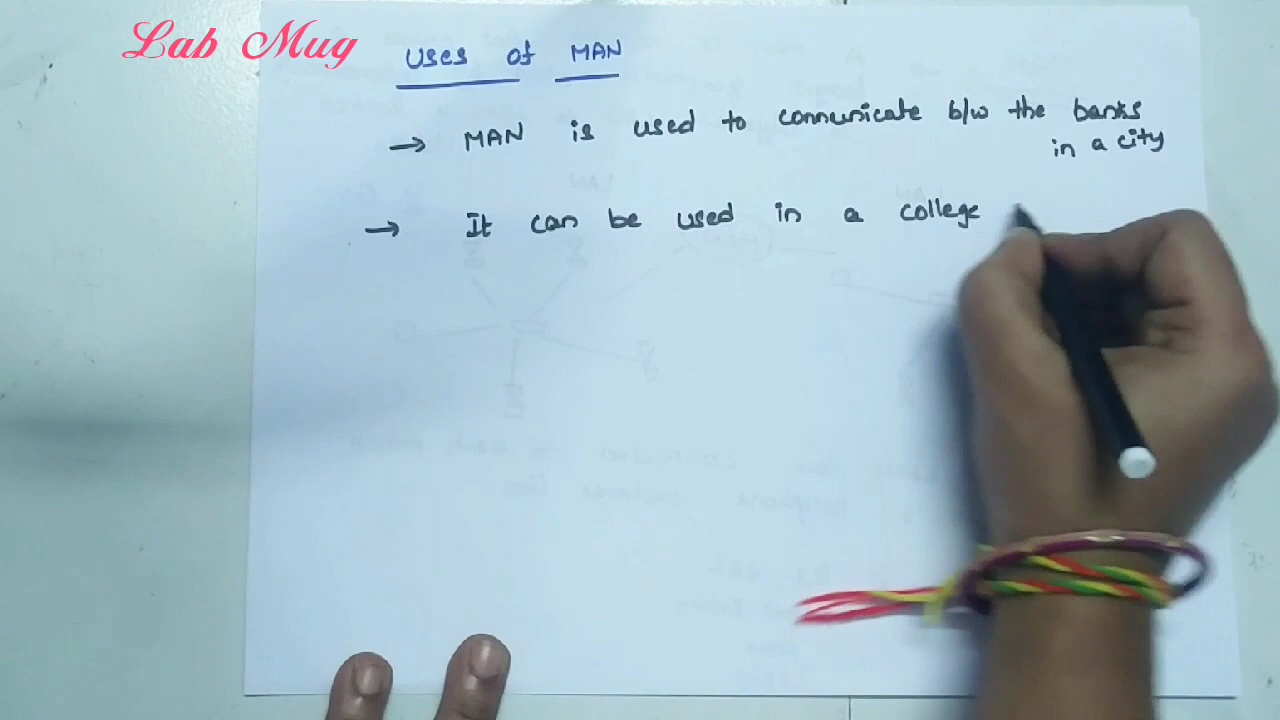 Lab Mug
Uses of MAN
→ MAN is used to communicate b/w the banks
in a city
→ It can be used in a college